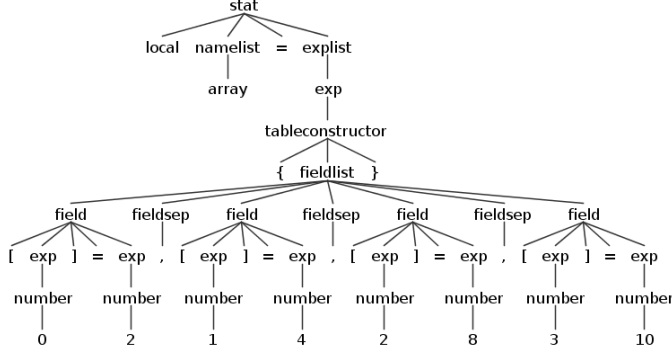 stat
local namelist = explist
array exp
tableconstructor
{ fieldlist }
field fieldsep field fieldsep field fieldsep field
[ exp ] = exp , [ exp ] = exp , [ exp ] = exp , [ exp ] = exp
number number number number number number number number
0 2 1 4 2 8 3 10